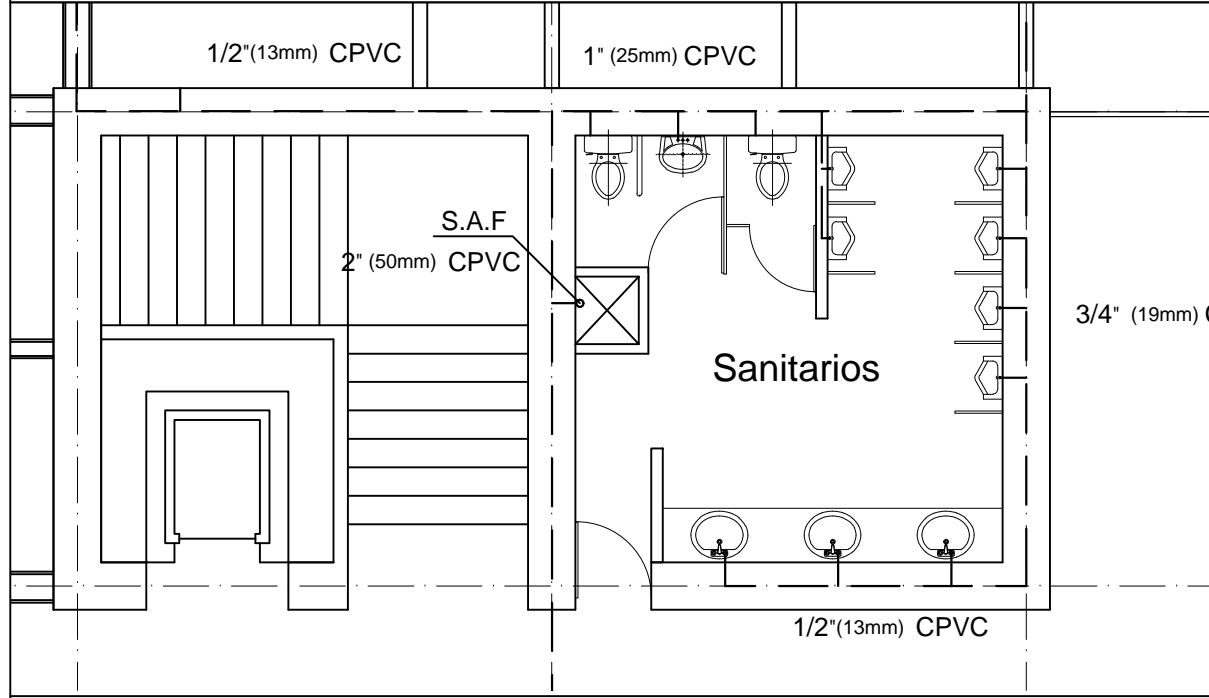 1/2"(13mm) CPVC
1" (25mm) CPVC
S.A.F
2" (50mm) CPVC
3/4" (19mm)
Sanitarios
1/2"(13mm) CPVC